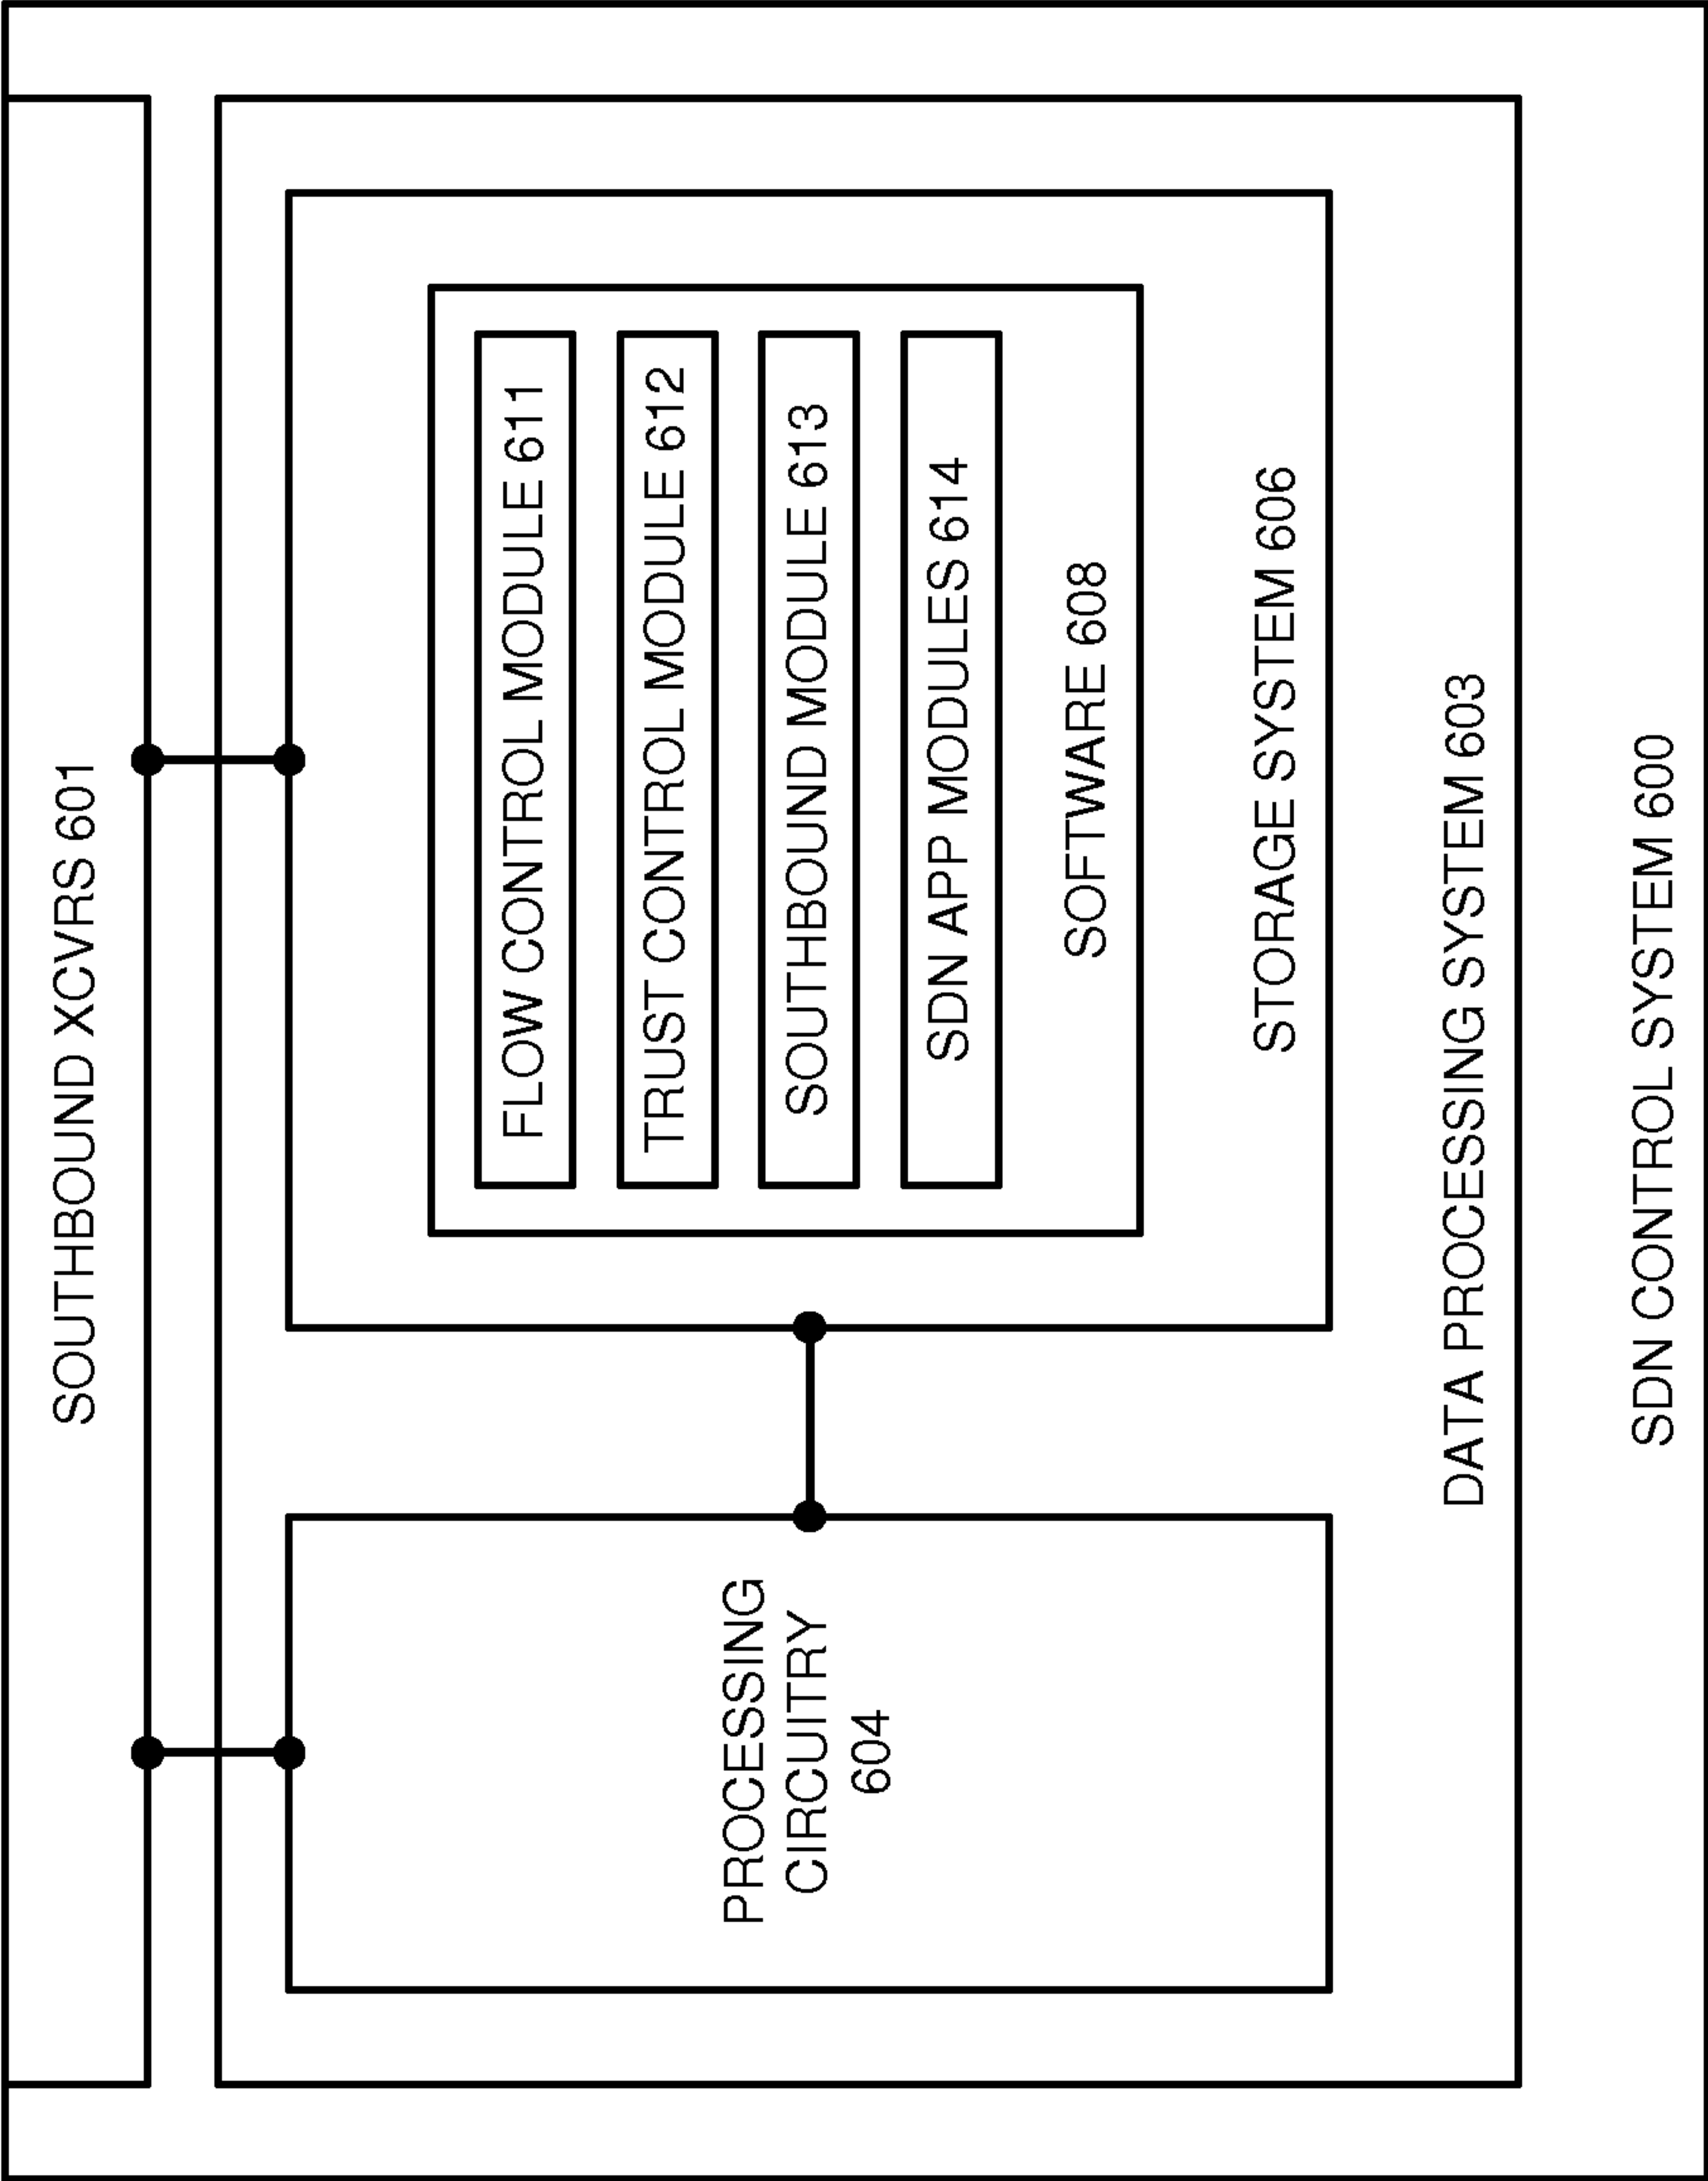 SOUTHBOUND XCVRS 601
PROCESSING
CIRCUITRY
604
FLOW CONTROL MODULE 611
TRUST CONTROL MODULE 612
SOUTHBOUND MODULE 613
SDN APP MODULES 614
SOFTWARE 608
STORAGE SYSTEM 606
DATA PROCESSING SYSTEM 603
SDN CONTROL SYSTEM 600